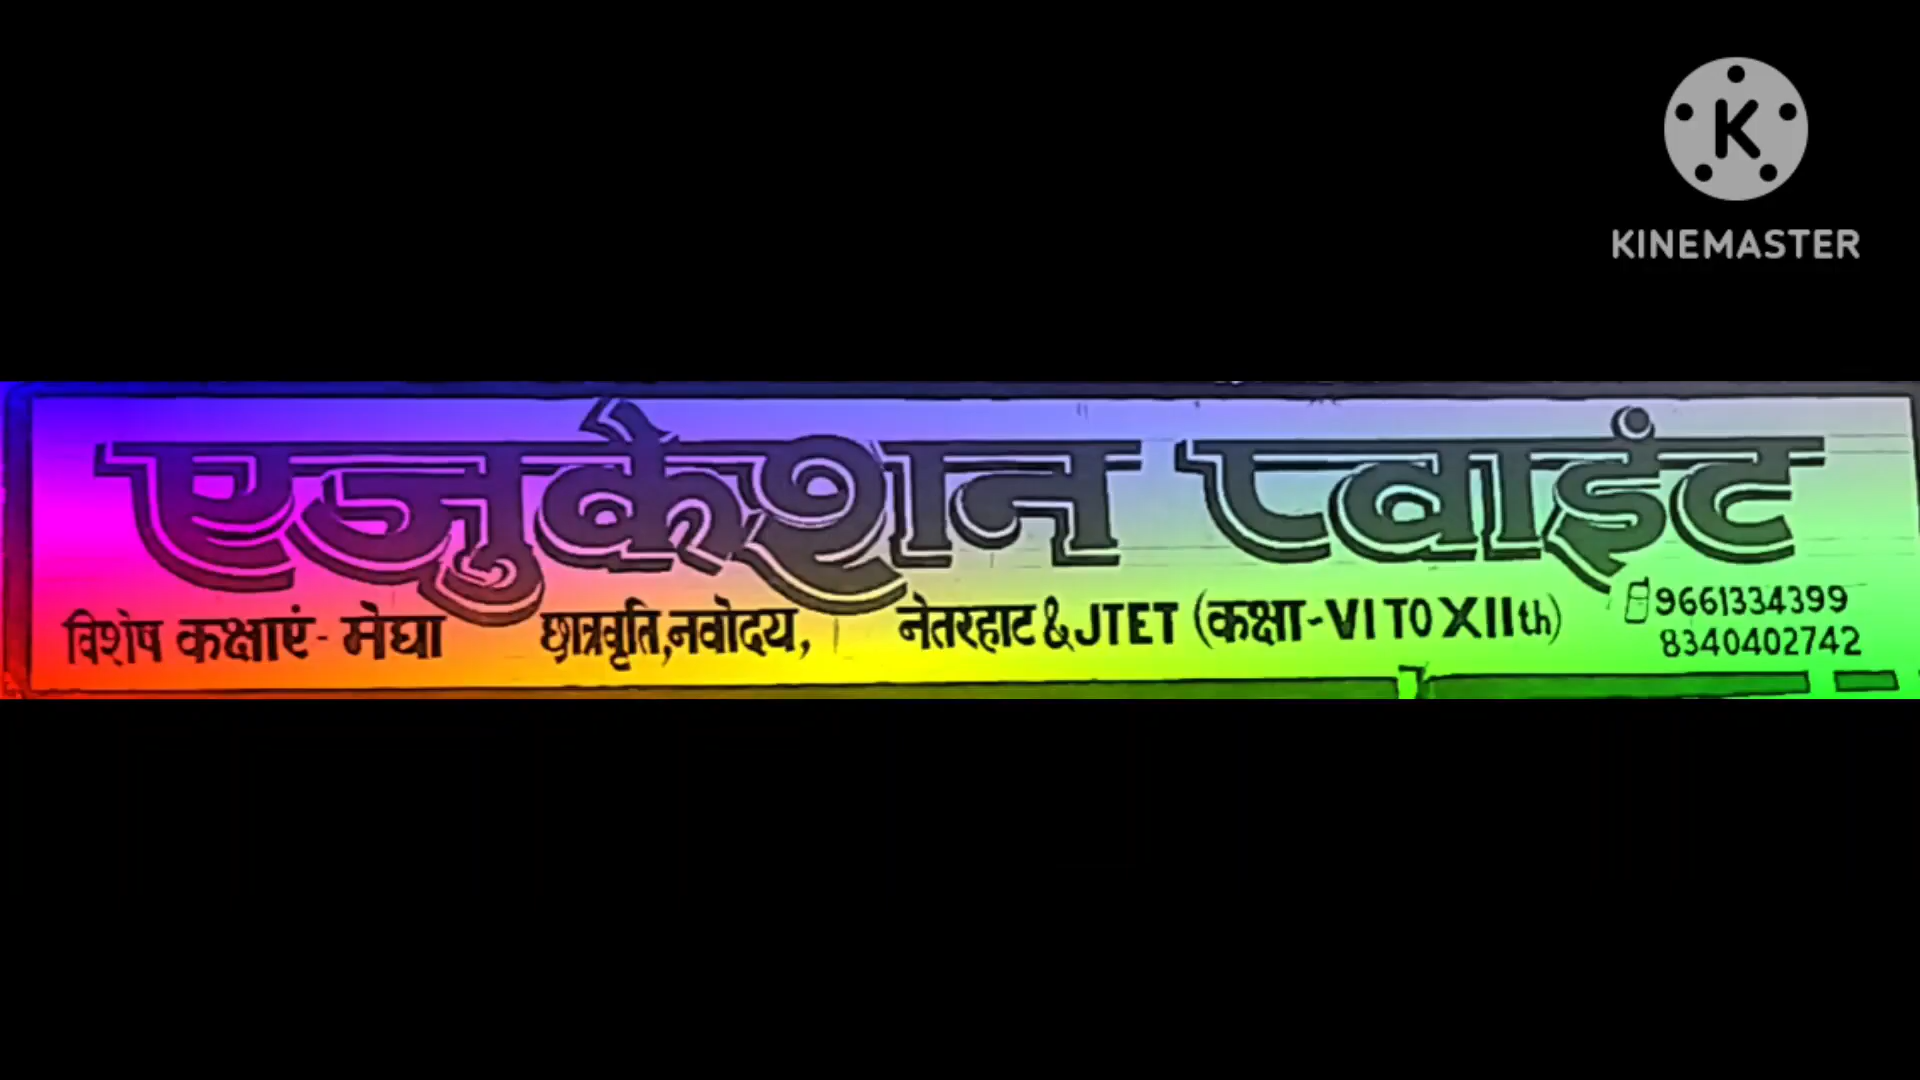 KINEMASTER
एजुकेशन प्वाइंट
विशेष कक्षाएं - मेघा छात्रवृति, नवोदय, नेतरहाट & JTET (कक्षा-VI TO XIIth)
9661334399
8340402742